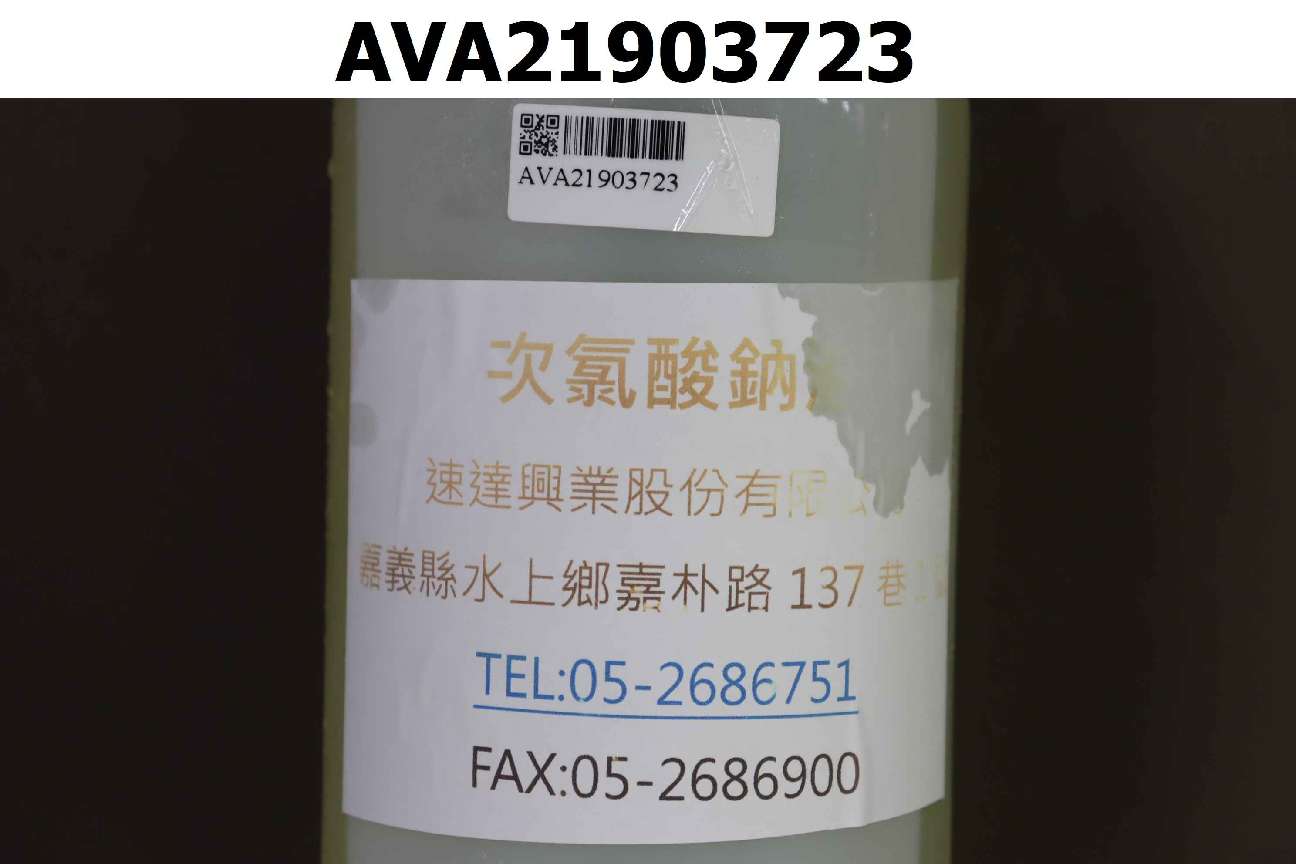 AVA21903723
AVA21903723
次氯酸鈉
速達興業股份有限公
嘉義縣水上鄉嘉朴路 137 巷
TEL:05-2686751
FAX:05-2686900